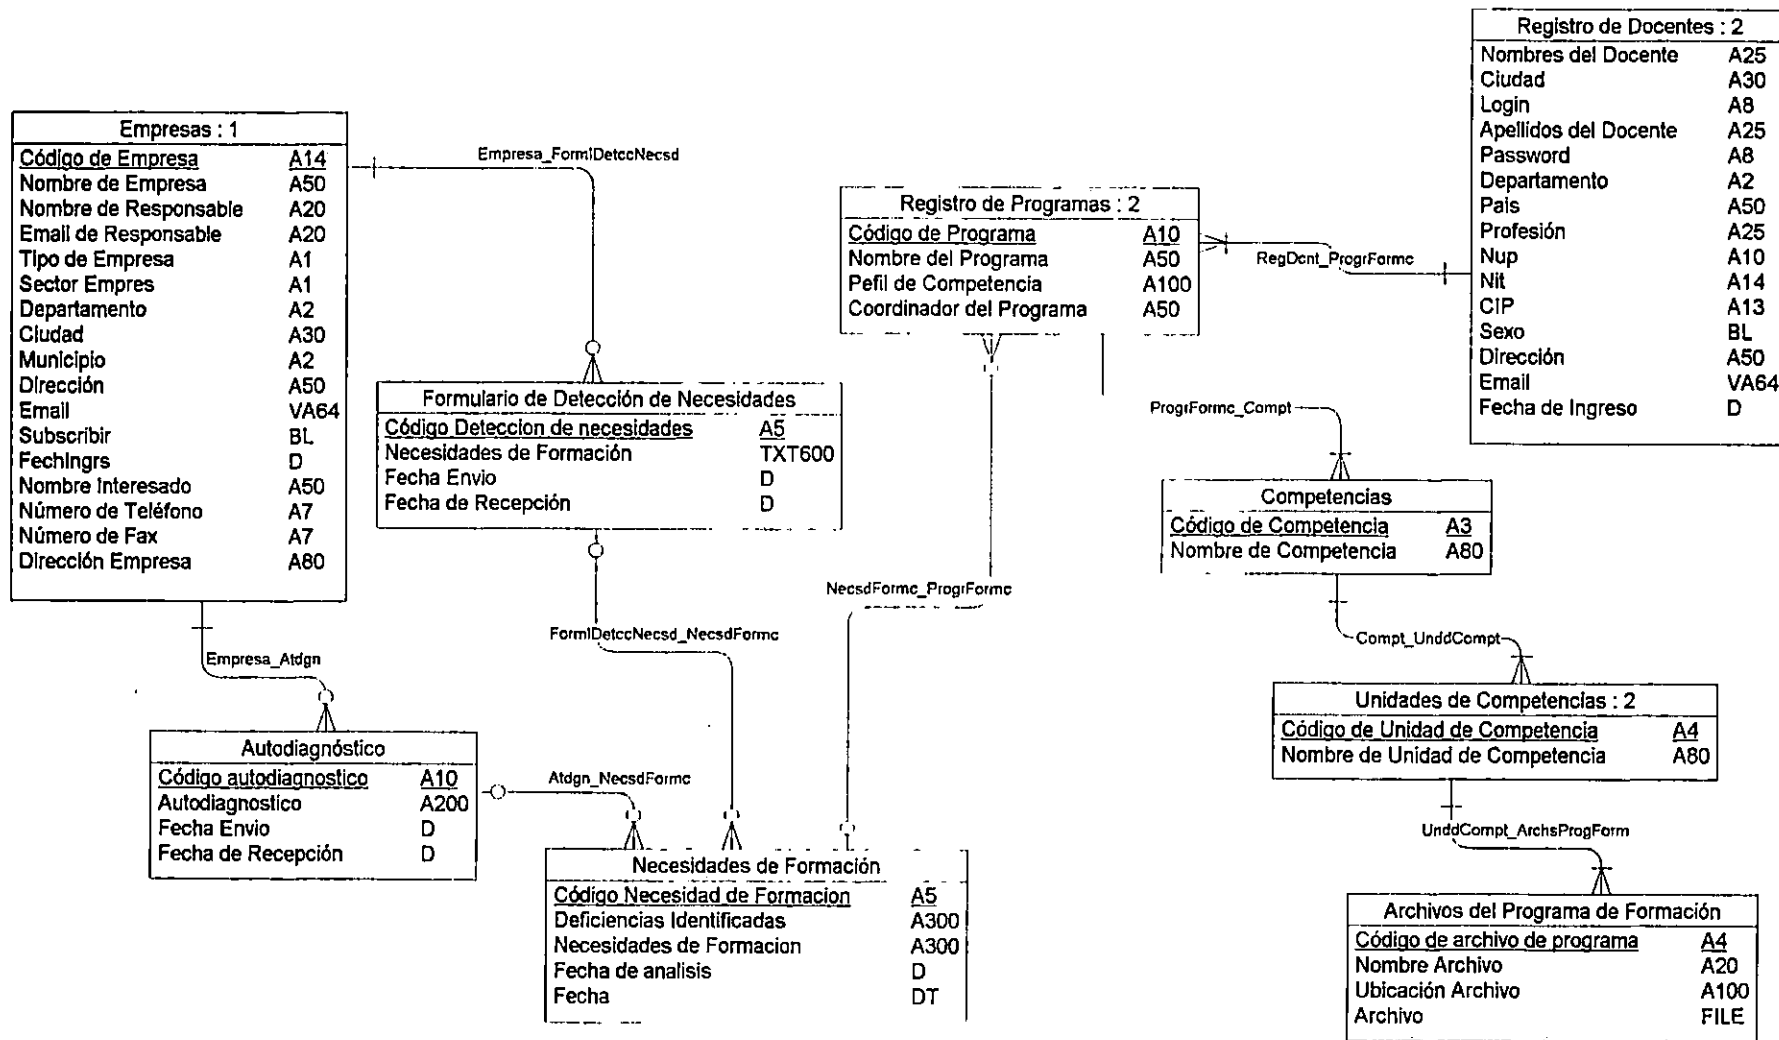 Registro de Docentes : 2
Nombres del Docente A25
Ciudad A30
Login A8
Apellidos del Docente A25
Password A8
Departamento A2
Pais A50
Profesión A25
Nup A10
Nit A14
CIP A13
Sexo BL
Dirección A50
Email VA64
Fecha de Ingreso D
Empresas : 1
Código de Empresa A14
Nombre de Empresa A50
Nombre de Responsable A20
Email de Responsable A20
Tipo de Empresa A1
Sector Empres A1
Departamento A2
Ciudad A30
Municipio A2
Dirección A50
Email VA64
Subscribir BL
FechIngrs D
Nombre Interesado A50
Número de Teléfono A7
Número de Fax A7
Dirección Empresa A80
Empresa_FormlDetccNecsd
Registro de Programas : 2
Código de Programa A10
Nombre del Programa A50
Pefil de Competencia A100
Coordinador del Programa A50
RegDcnt_ProgrFormc
Formulario de Detección de Necesidades
Código Deteccion de necesidades A5
Necesidades de Formación TXT600
Fecha Envio D
Fecha de Recepción D
ProgrFormc_Compt
Competencias
Código de Competencia A3
Nombre de Competencia A80
NecsdFormc_ProgrFormc
FormlDetccNecsd_NecsdFormc
Compt_UnddCompt
Empresa_Atdgn
Unidades de Competencias : 2
Código de Unidad de Competencia A4
Nombre de Unidad de Competencia A80
Autodiagnóstico
Código autodiagnostico A10
Autodiagnostico A200
Fecha Envio D
Fecha de Recepción D
Atdgn_NecsdFormc
UnddCompt_ArchsProgForm
Necesidades de Formación
Código Necesidad de Formacion A5
Deficiencias Identificadas A300
Necesidades de Formacion A300
Fecha de analisis D
Fecha DT
Archivos del Programa de Formación
Código de archivo de programa A4
Nombre Archivo A20
Ubicación Archivo A100
Archivo FILE